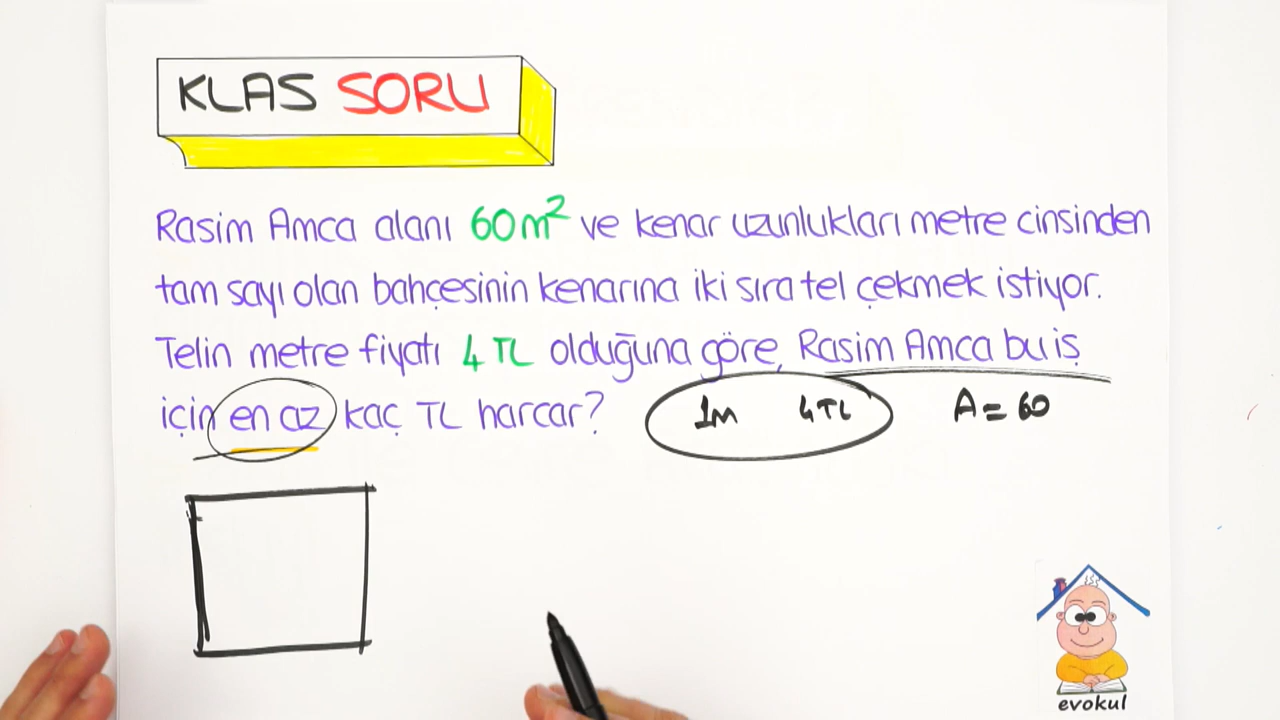 KLAS SORU
Rasim Amca alanı 60m² ve kenar uzunlukları metre cinsinden
tam sayı olan bahçesinin kenarına iki sıra tel çekmek istiyor.
Telin metre fiyatı 4 TL olduğuna göre, Rasim Amca bu iş
için en az kaç TL harcar?
1m 4TL A = 60
evokul